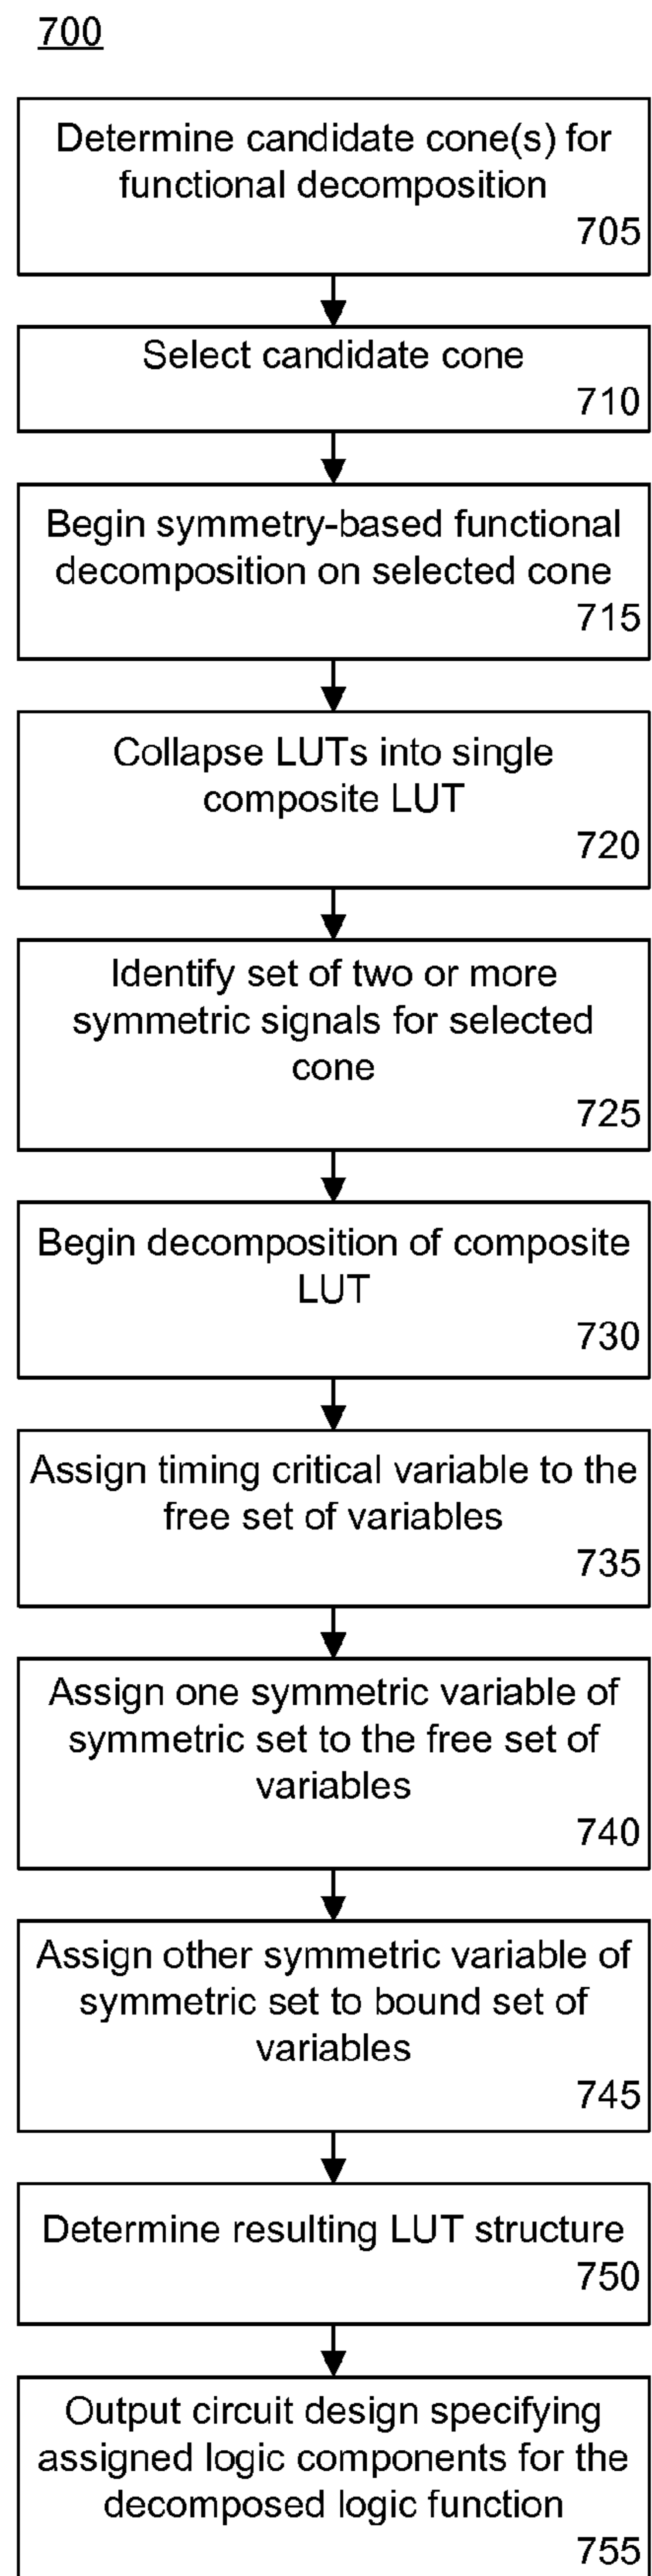 700
Determine candidate cone(s) for
functional decomposition
705
Select candidate cone
710
Begin symmetry-based functional
decomposition on selected cone
715
Collapse LUTs into single
composite LUT
720
Identify set of two or more
symmetric signals for selected
cone
725
Begin decomposition of composite
LUT
730
Assign timing critical variable to the
free set of variables
735
Assign one symmetric variable of
symmetric set to the free set of
variables
740
Assign other symmetric variable of
symmetric set to bound set of
variables
745
Determine resulting LUT structure
750
Output circuit design specifying
assigned logic components for the
decomposed logic function
755